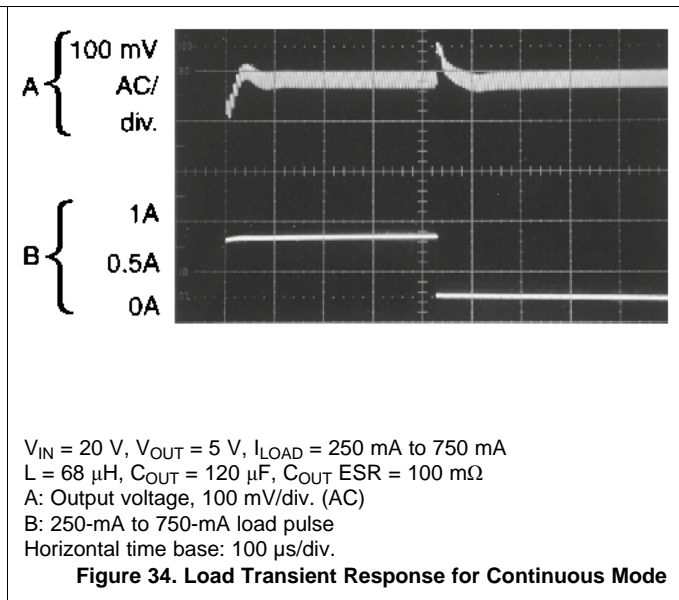 100 mV
A
AC/
div.
1A
B
0.5A
0A
V_IN = 20 V, V_OUT = 5 V, I_LOAD = 250 mA to 750 mA
L = 68 μH, C_OUT = 120 μF, C_OUT ESR = 100 mΩ
A: Output voltage, 100 mV/div. (AC)
B: 250-mA to 750-mA load pulse
Horizontal time base: 100 μs/div.
Figure 34. Load Transient Response for Continuous Mode